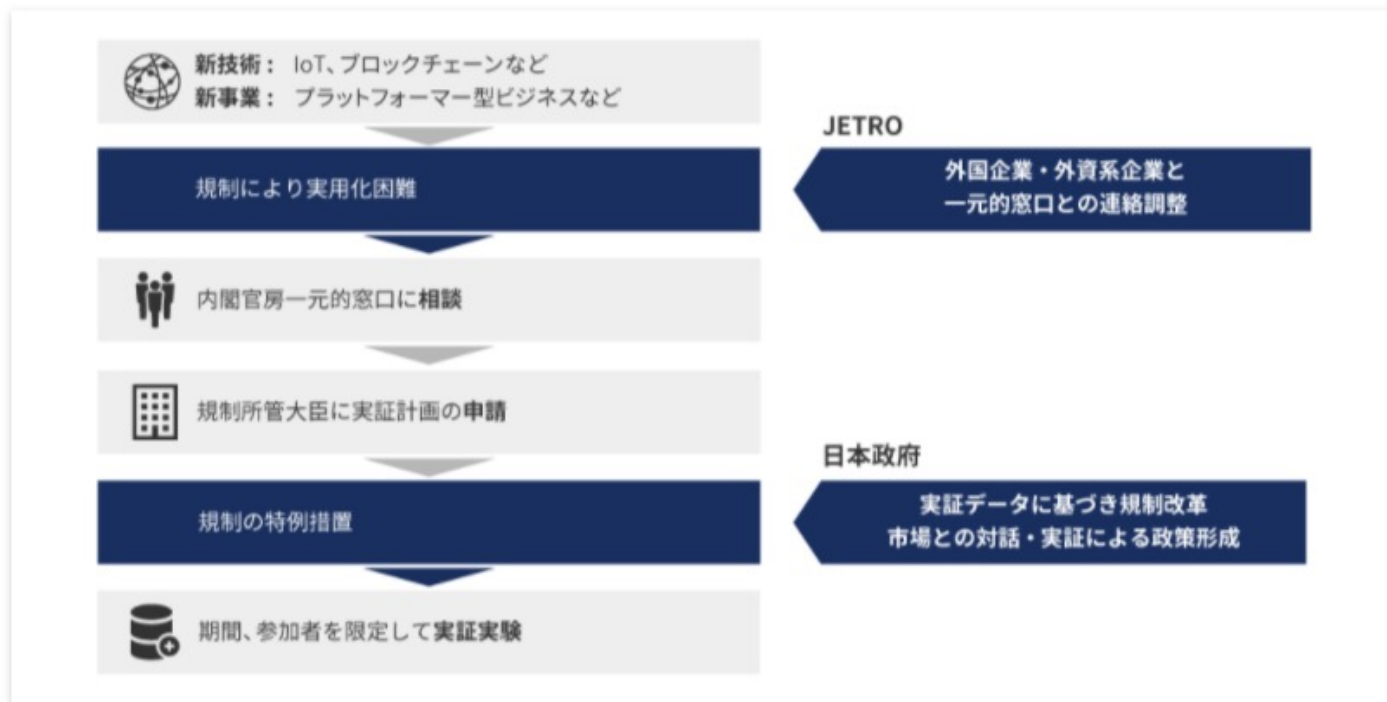 新技術： IoT、ブロックチェーンなど
新事業： プラットフォーマー型ビジネスなど
規制により実用化困難
JETRO
外国企業・外資系企業と
一元的窓口との連絡調整
内閣官房一元的窓口に相談
規制所管大臣に実証計画の申請
規制の特例措置
日本政府
実証データに基づき規制改革
市場との対話・実証による政策形成
期間、参加者を限定して実証実験